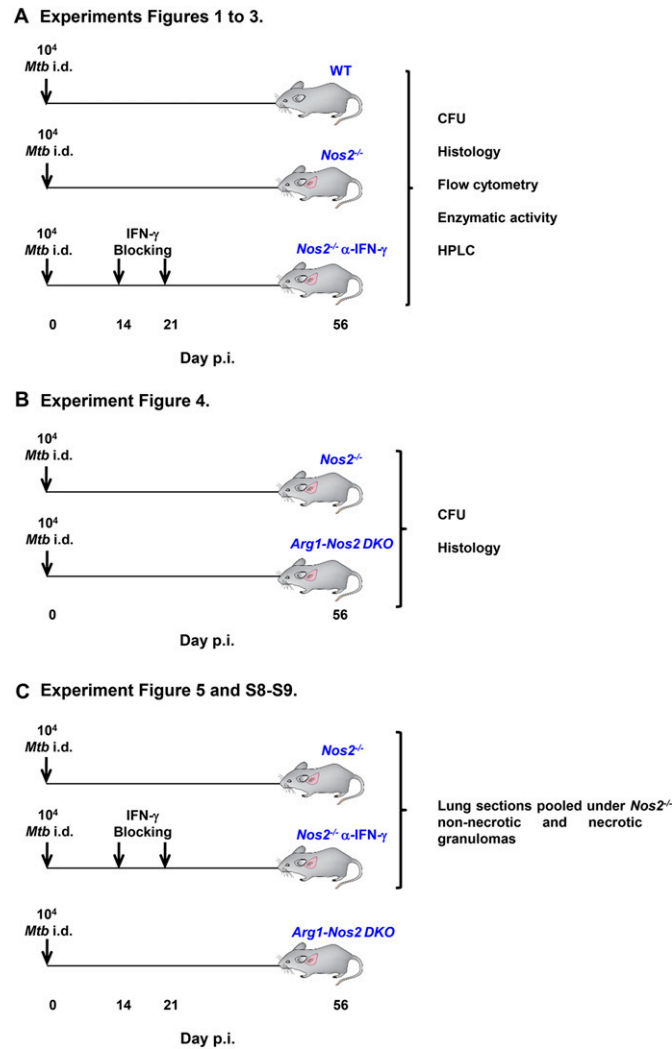 A Experiments Figures 1 to 3.
10⁴
Mtb i.d.
WT
10⁴
Mtb i.d.
Nos2-/-
10⁴
Mtb i.d.
IFN-γ
Blocking
Nos2-/- α-IFN-γ
0 14 21 56
Day p.i.
CFU
Histology
Flow cytometry
Enzymatic activity
HPLC
B Experiment Figure 4.
10⁴
Mtb i.d.
Nos2-/-
10⁴
Mtb i.d.
Arg1-Nos2 DKO
0 56
Day p.i.
CFU
Histology
C Experiment Figure 5 and S8-S9.
10⁴
Mtb i.d.
Nos2-/-
10⁴
Mtb i.d.
IFN-γ
Blocking
Nos2-/- α-IFN-γ
Lung sections pooled under Nos2-/-
non-necrotic and necrotic
granulomas
10⁴
Mtb i.d.
Arg1-Nos2 DKO
0 14 21 56
Day p.i.